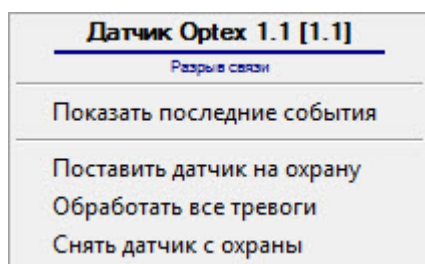 Датчик Optex 1.1 [1.1]
Разрыв связи
Показать последние события
Поставить датчик на охрану
Обработать все тревоги
Снять датчик с охраны